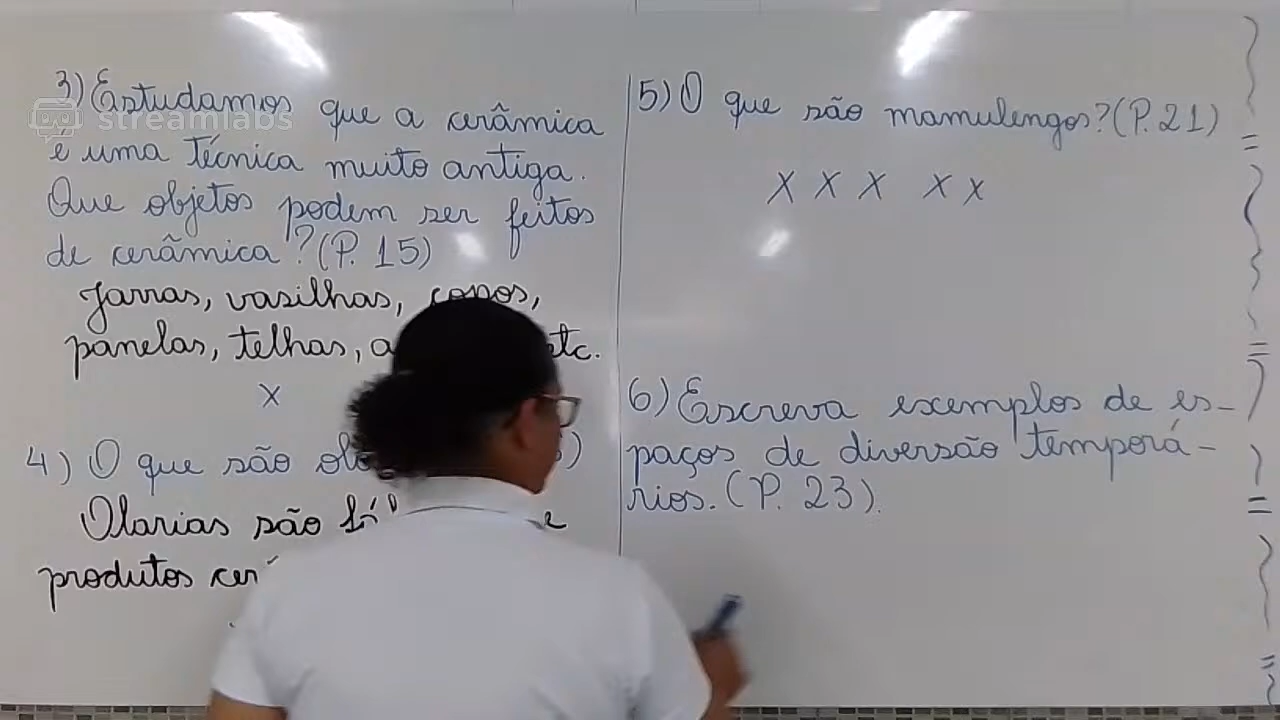 streamlabs
3) Estudamos que a cerâmica
é uma técnica muito antiga.
Que objetos podem ser feitos
de cerâmica? (P. 15)
Jarras, vasilhas, copos,
panelas, telhas, etc.
X
4) O que são
Olarias são
produtos
5) O que são mamulengos? (P. 21)
X X X X X
6) Escreva exemplos de es-
paços de diversão temporá-
rios. (P. 23).